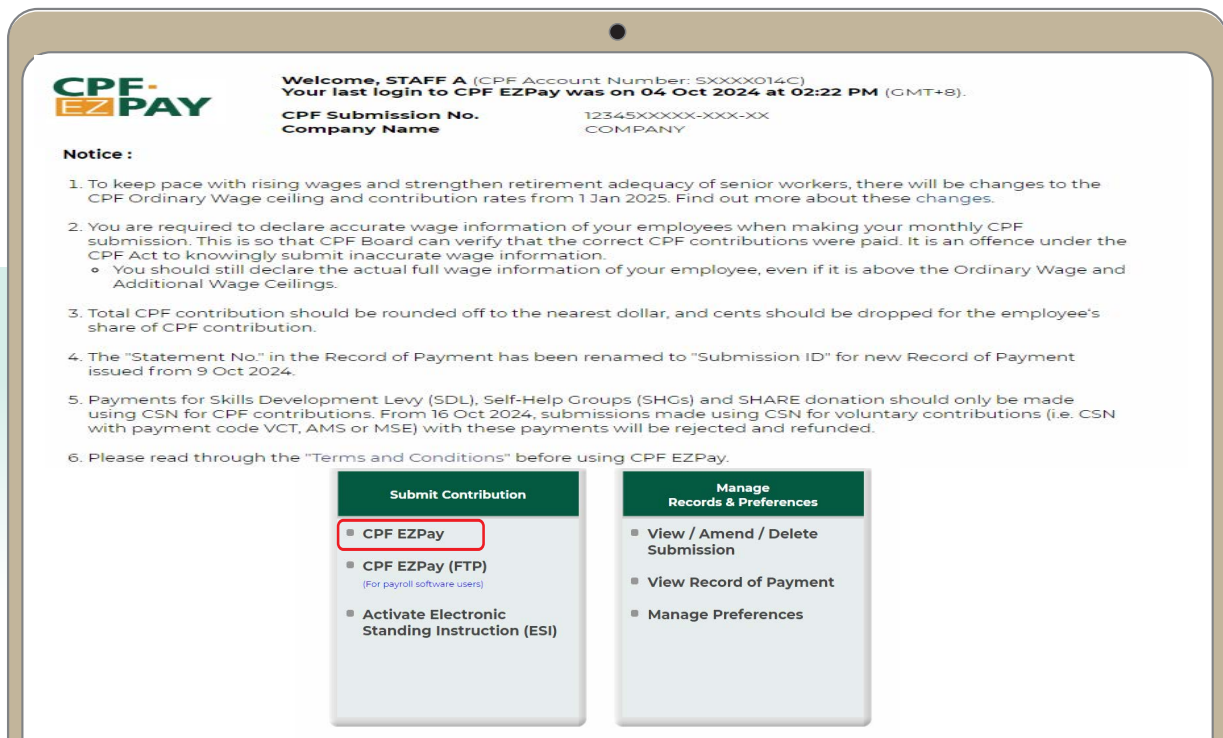 CPF-
EZ PAY
Welcome, STAFF A (CPF Account Number: SXXXX014C)
Your last login to CPF EZPay was on 04 Oct 2024 at 02:22 PM (GMT+8).
CPF Submission No. 12345XXXXX-XXX-XX
Company Name COMPANY
Notice :
1. To keep pace with rising wages and strengthen retirement adequacy of senior workers, there will be changes to the
CPF Ordinary Wage ceiling and contribution rates from 1 Jan 2025. Find out more about these changes.
2. You are required to declare accurate wage information of your employees when making your monthly CPF
submission. This is so that CPF Board can verify that the correct CPF contributions were paid. It is an offence under the
CPF Act to knowingly submit inaccurate wage information.
∘ You should still declare the actual full wage information of your employee, even if it is above the Ordinary Wage and
Additional Wage Ceilings.
3. Total CPF contribution should be rounded off to the nearest dollar, and cents should be dropped for the employee's
share of CPF contribution.
4. The "Statement No." in the Record of Payment has been renamed to "Submission ID" for new Record of Payment
issued from 9 Oct 2024.
5. Payments for Skills Development Levy (SDL), Self-Help Groups (SHGs) and SHARE donation should only be made
using CSN for CPF contributions. From 16 Oct 2024, submissions made using CSN for voluntary contributions (i.e. CSN
with payment code VCT, AMS or MSE) with these payments will be rejected and refunded.
6. Please read through the "Terms and Conditions" before using CPF EZPay.
Submit Contribution
CPF EZPay
CPF EZPay (FTP)
(For payroll software users)
Activate Electronic
Standing Instruction (ESI)
Manage
Records & Preferences
View / Amend / Delete
Submission
View Record of Payment
Manage Preferences